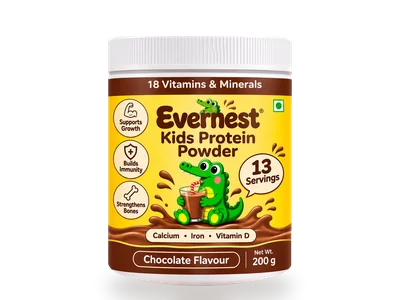 18 Vitamins & Minerals
Evernest®
Kids Protein
Powder
Supports
Growth
Builds
Immunity
Strengthens
Bones
13
Servings
Calcium • Iron • Vitamin D
Chocolate Flavour
Net Wt.
200 g